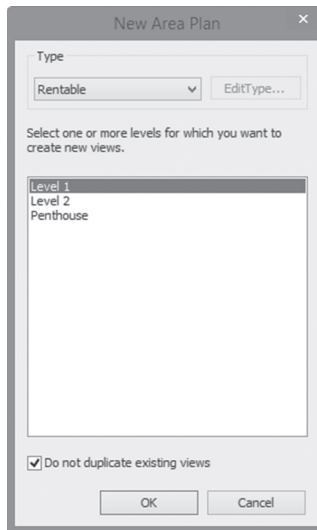 New Area Plan
×
Type
Rentable
EditType...
Select one or more levels for which you want to
create new views.
Level 1
Level 2
Penthouse
Do not duplicate existing views
OK
Cancel